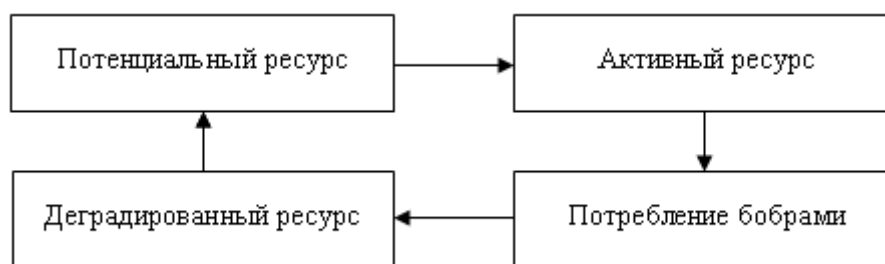 Потенциальный ресурс
Активный ресурс
Деградированный ресурс
Потребление бобрами